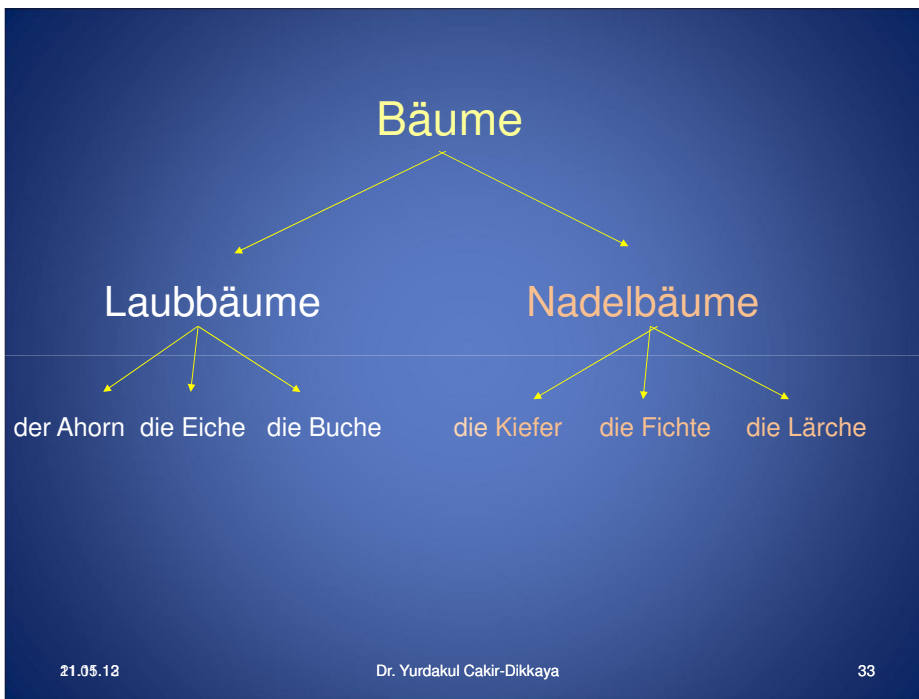 Bäume
Laubbäume Nadelbäume
der Ahorn die Eiche die Buche die Kiefer die Fichte die Lärche
Dr. Yurdakul Cakir-Dikkaya 33